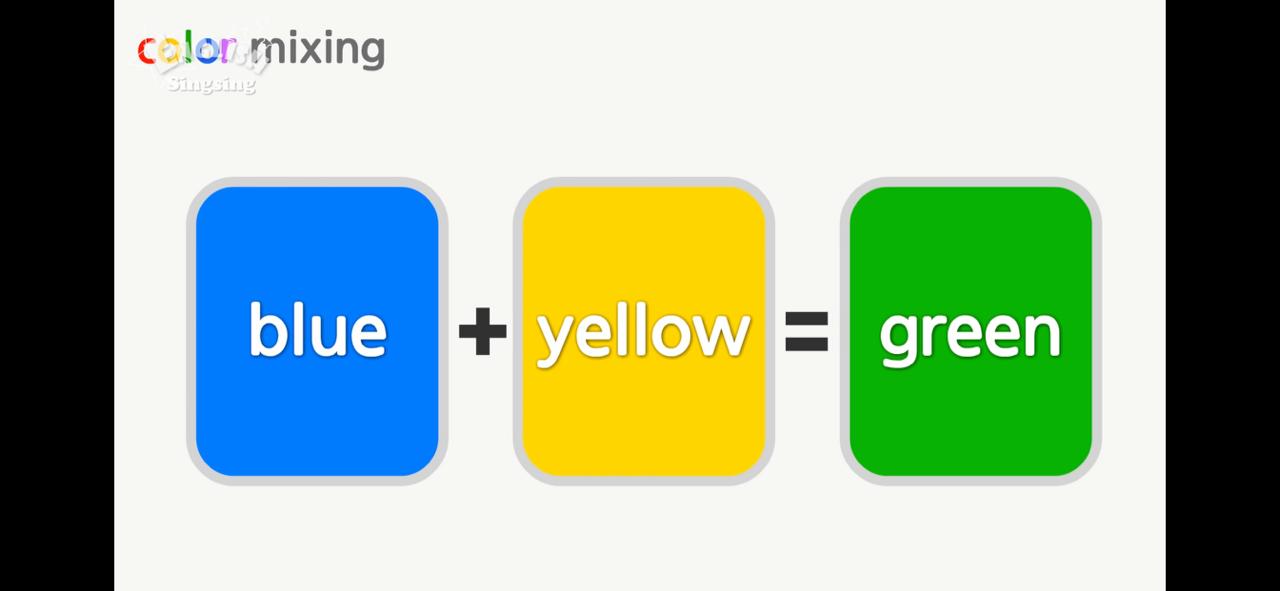 color mixing
Singsing
blue + yellow = green